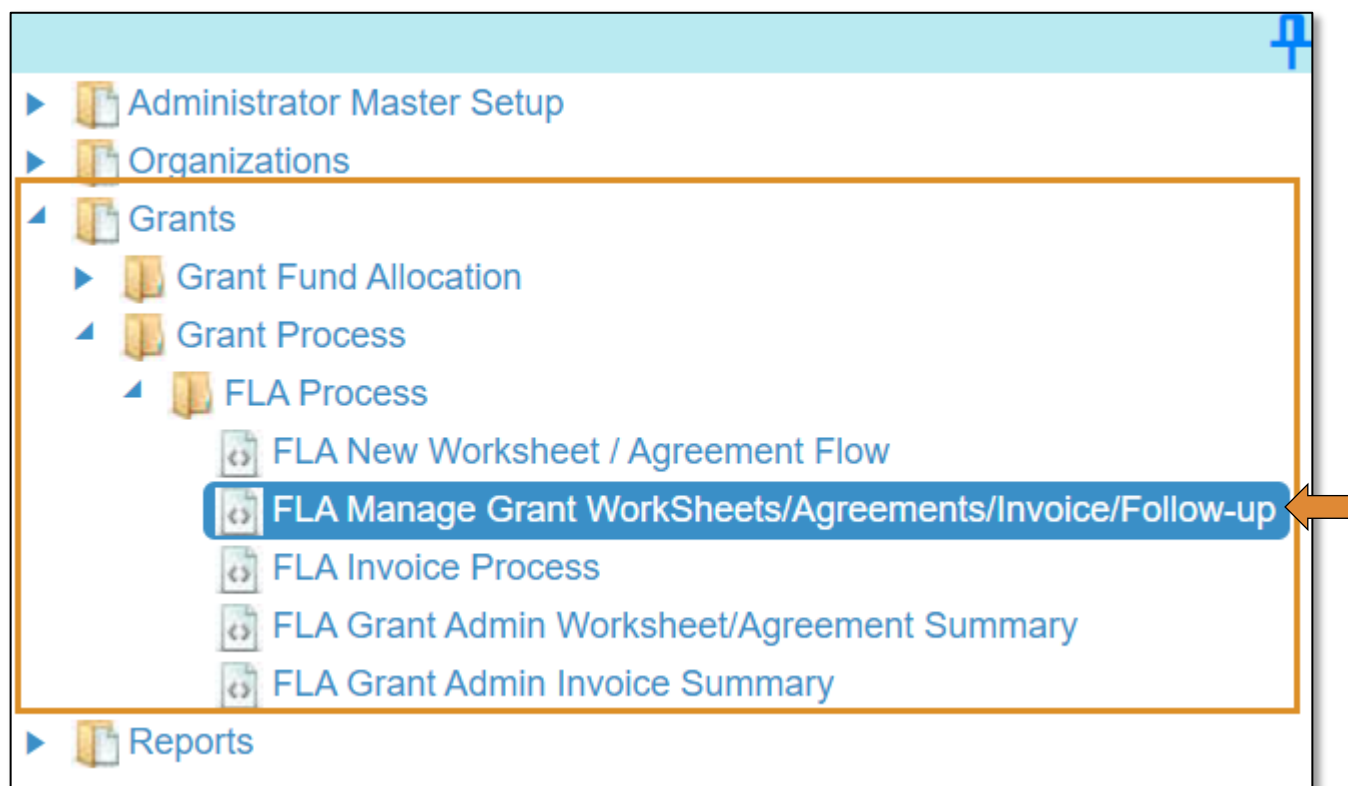 Administrator Master Setup
Organizations
Grants
Grant Fund Allocation
Grant Process
FLA Process
FLA New Worksheet / Agreement Flow
FLA Manage Grant WorkSheets/Agreements/Invoice/Follow-up
FLA Invoice Process
FLA Grant Admin Worksheet/Agreement Summary
FLA Grant Admin Invoice Summary
Reports